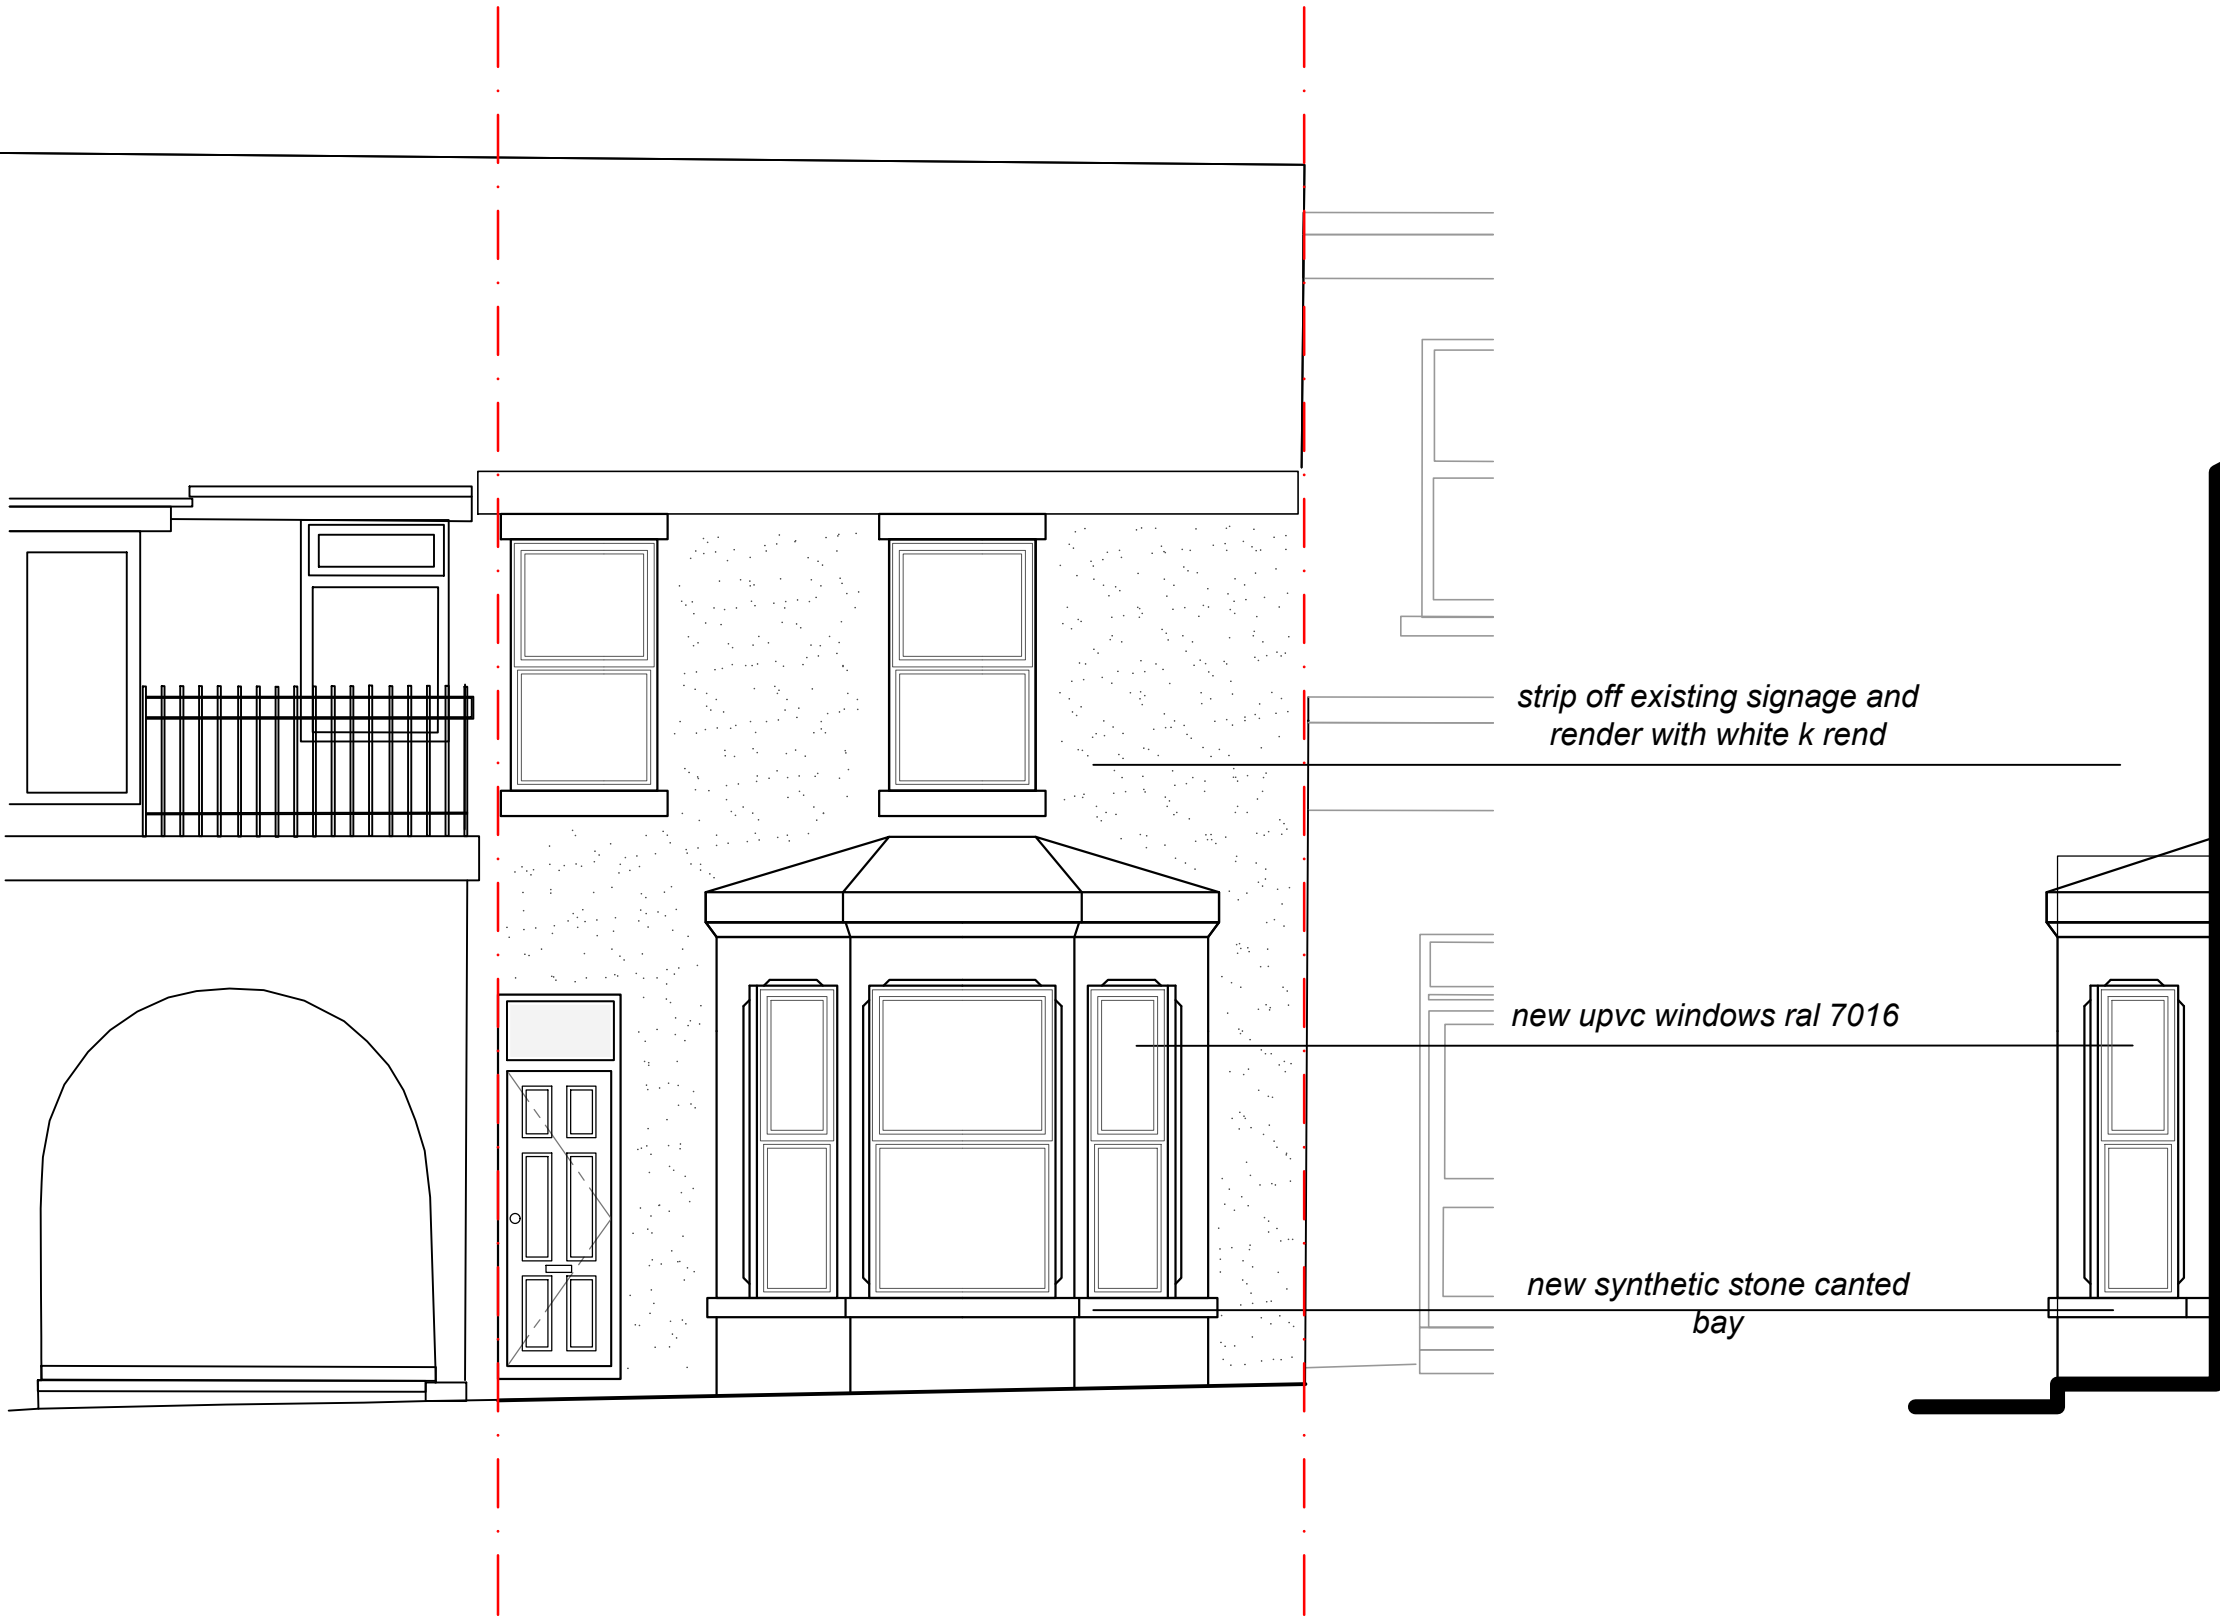 strip off existing signage and
render with white k rend
new upvc windows ral 7016
new synthetic stone canted
bay